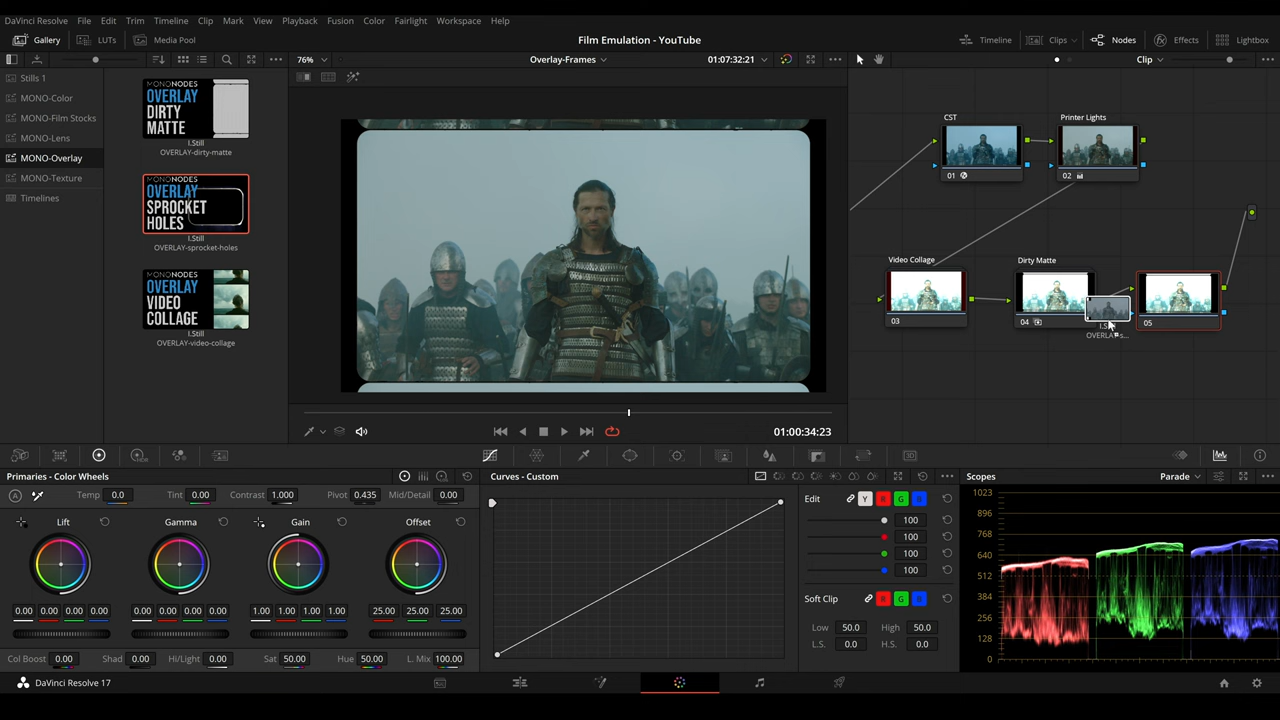 DaVinci Resolve File Edit Trim Timeline Clip Mark View Playback Fusion Color Fairlight Workspace Help
Gallery LUTs Media Pool Film Emulation - YouTube Timeline Clips Nodes Effects Lightbox
76% Overlay-Frames 01:07:32:21 Clip
Stills 1
MONO-Color
MONO-Film Stocks
MONO-Lens
MONO-Overlay
MONO-Texture
Timelines
MONONODES
OVERLAY
DIRTY
MATTE
I.Still
OVERLAY-dirty-matte
MONONODES
OVERLAY
SPROCKET
HOLES
I.Still
OVERLAY-sprocket-holes
MONONODES
OVERLAY
VIDEO
COLLAGE
I.Still
OVERLAY-video-collage
CST
01
Printer Lights
02
Video Collage
03
Dirty Matte
04
05
OVERLAY-s...
01:00:34:23
Primaries - Color Wheels
Temp 0.0 Tint 0.00 Contrast 1.000 Pivot 0.435 Mid/Detail 0.00
Lift Gamma Gain Offset
0.00 0.00 0.00 0.00 0.00 0.00 0.00 0.00 1.00 1.00 1.00 1.00 25.00 25.00 25.00
Col Boost 0.00 Shad 0.00 Hi/Light 0.00 Sat 50.00 Hue 50.00 L. Mix 100.00
Curves - Custom
Edit Y R G B
100
100
100
100
Soft Clip R G B
Low 50.0 High 50.0
L.S. 0.0 H.S. 0.0
Scopes Parade
1023
896
768
640
512
384
256
128
0
DaVinci Resolve 17